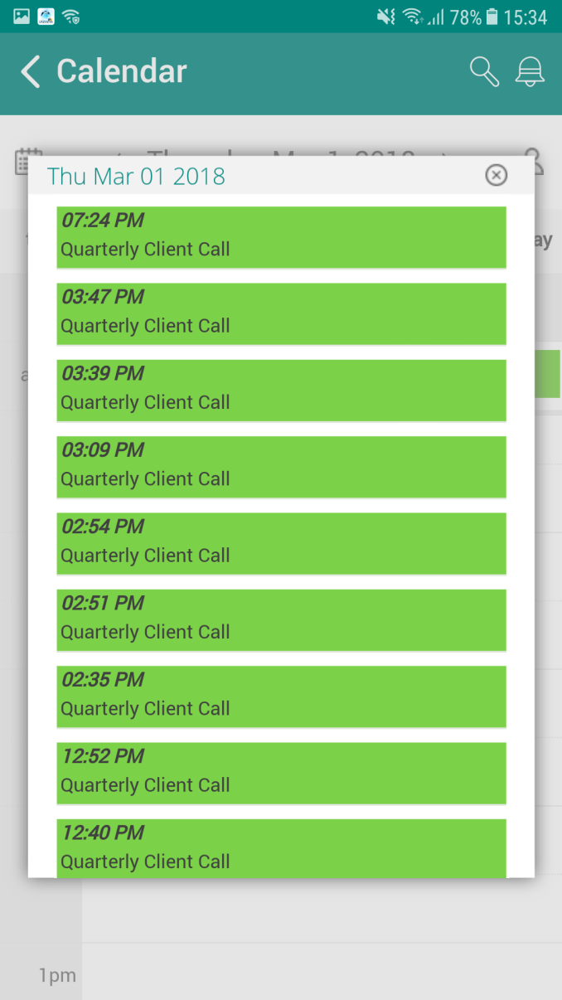 78% 15:34
Calendar
Thu Mar 01 2018
ay
07:24 PM
Quarterly Client Call
03:47 PM
Quarterly Client Call
03:39 PM
Quarterly Client Call
03:09 PM
Quarterly Client Call
02:54 PM
Quarterly Client Call
02:51 PM
Quarterly Client Call
02:35 PM
Quarterly Client Call
12:52 PM
Quarterly Client Call
12:40 PM
Quarterly Client Call
1pm